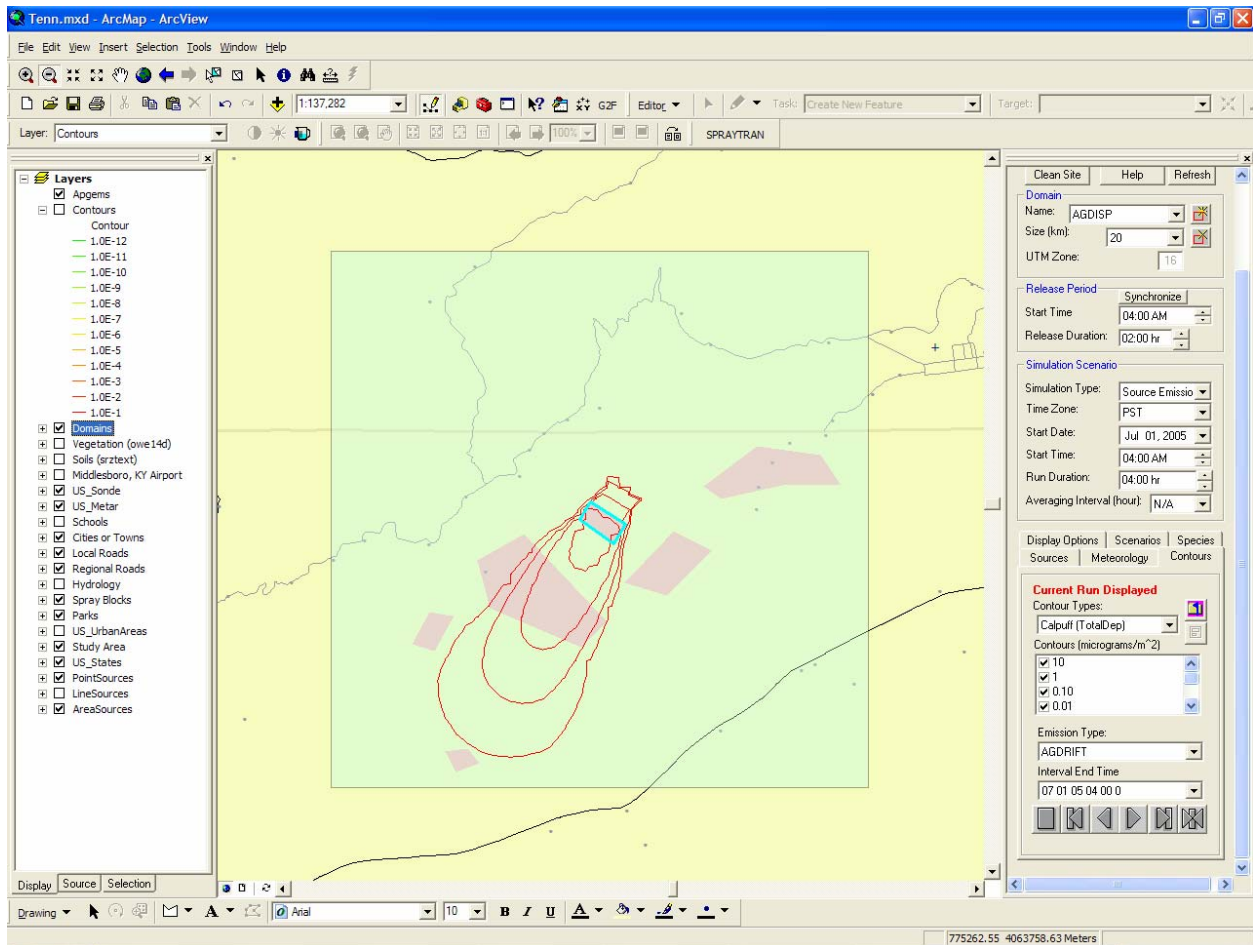 Tenn.mxd - ArcMap - ArcView
File Edit View Insert Selection Tools Window Help
1:137,282
G2F
Editor
Task: Create New Feature
Target:
Layer: Contours
100%
SPRAYTRAN
Layers
Apgems
Contours
Contour
1.0E-12
1.0E-11
1.0E-10
1.0E-9
1.0E-8
1.0E-7
1.0E-6
1.0E-5
1.0E-4
1.0E-3
1.0E-2
1.0E-1
Domains
Vegetation (owe14d)
Soils (srztext)
Middlesboro, KY Airport
US_Sonde
US_Metar
Schools
Cities or Towns
Local Roads
Regional Roads
Hydrology
Spray Blocks
Parks
US_UrbanAreas
Study Area
US_States
PointSources
LineSources
AreaSources
Display Source Selection
Clean Site Help Refresh
Domain
Name: AGDISP
Size (km): 20
UTM Zone: 16
Release Period
Synchronize
Start Time 04:00 AM
Release Duration: 02:00 hr
Simulation Scenario
Simulation Type: Source Emissio
Time Zone: PST
Start Date: Jul 01, 2005
Start Time: 04:00 AM
Run Duration: 04:00 hr
Averaging Interval (hour): N/A
Display Options Scenarios Species
Sources Meteorology Contours
Current Run Displayed
Contour Types:
Calpuff (TotalDep)
Contours (micrograms/m^2)
10
1
0.10
0.01
Emission Type:
AGDRIFT
Interval End Time
07 01 05 04 00 0
Drawing A Arial 10 B I U A
775262.55 4063758.63 Meters